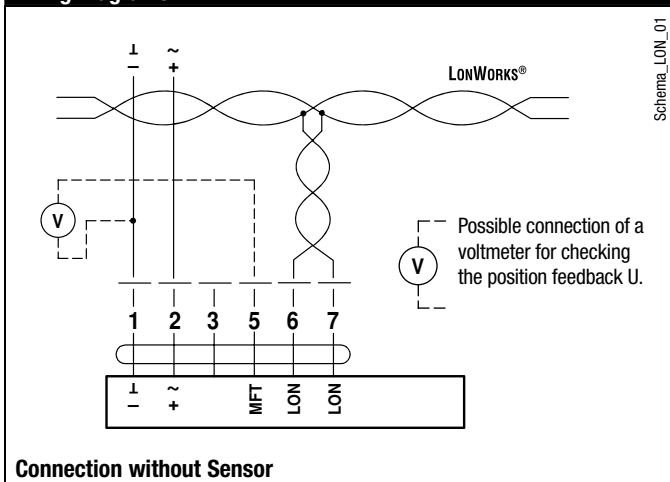 ⊥ ~
– +
LONWORKS®
Schema_LON_01
V
V
Possible connection of a
voltmeter for checking
the position feedback U.
1 2 3 5 6 7
⊥ ~ MFT LON LON
– +
Connection without Sensor